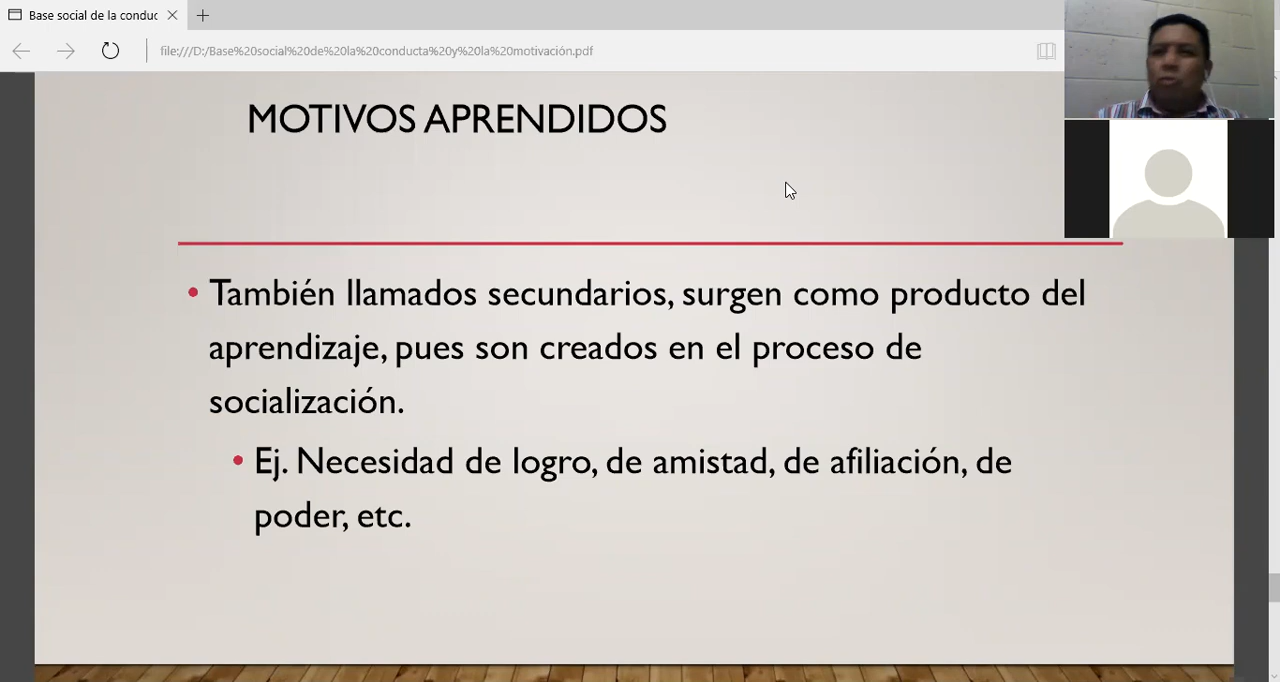 Base social de la conduc
file:///D:/Base%20social%20de%20la%20conducta%20y%20la%20motivación.pdf
MOTIVOS APRENDIDOS
• También llamados secundarios, surgen como producto del
aprendizaje, pues son creados en el proceso de
socialización.
• Ej. Necesidad de logro, de amistad, de afiliación, de
poder, etc.